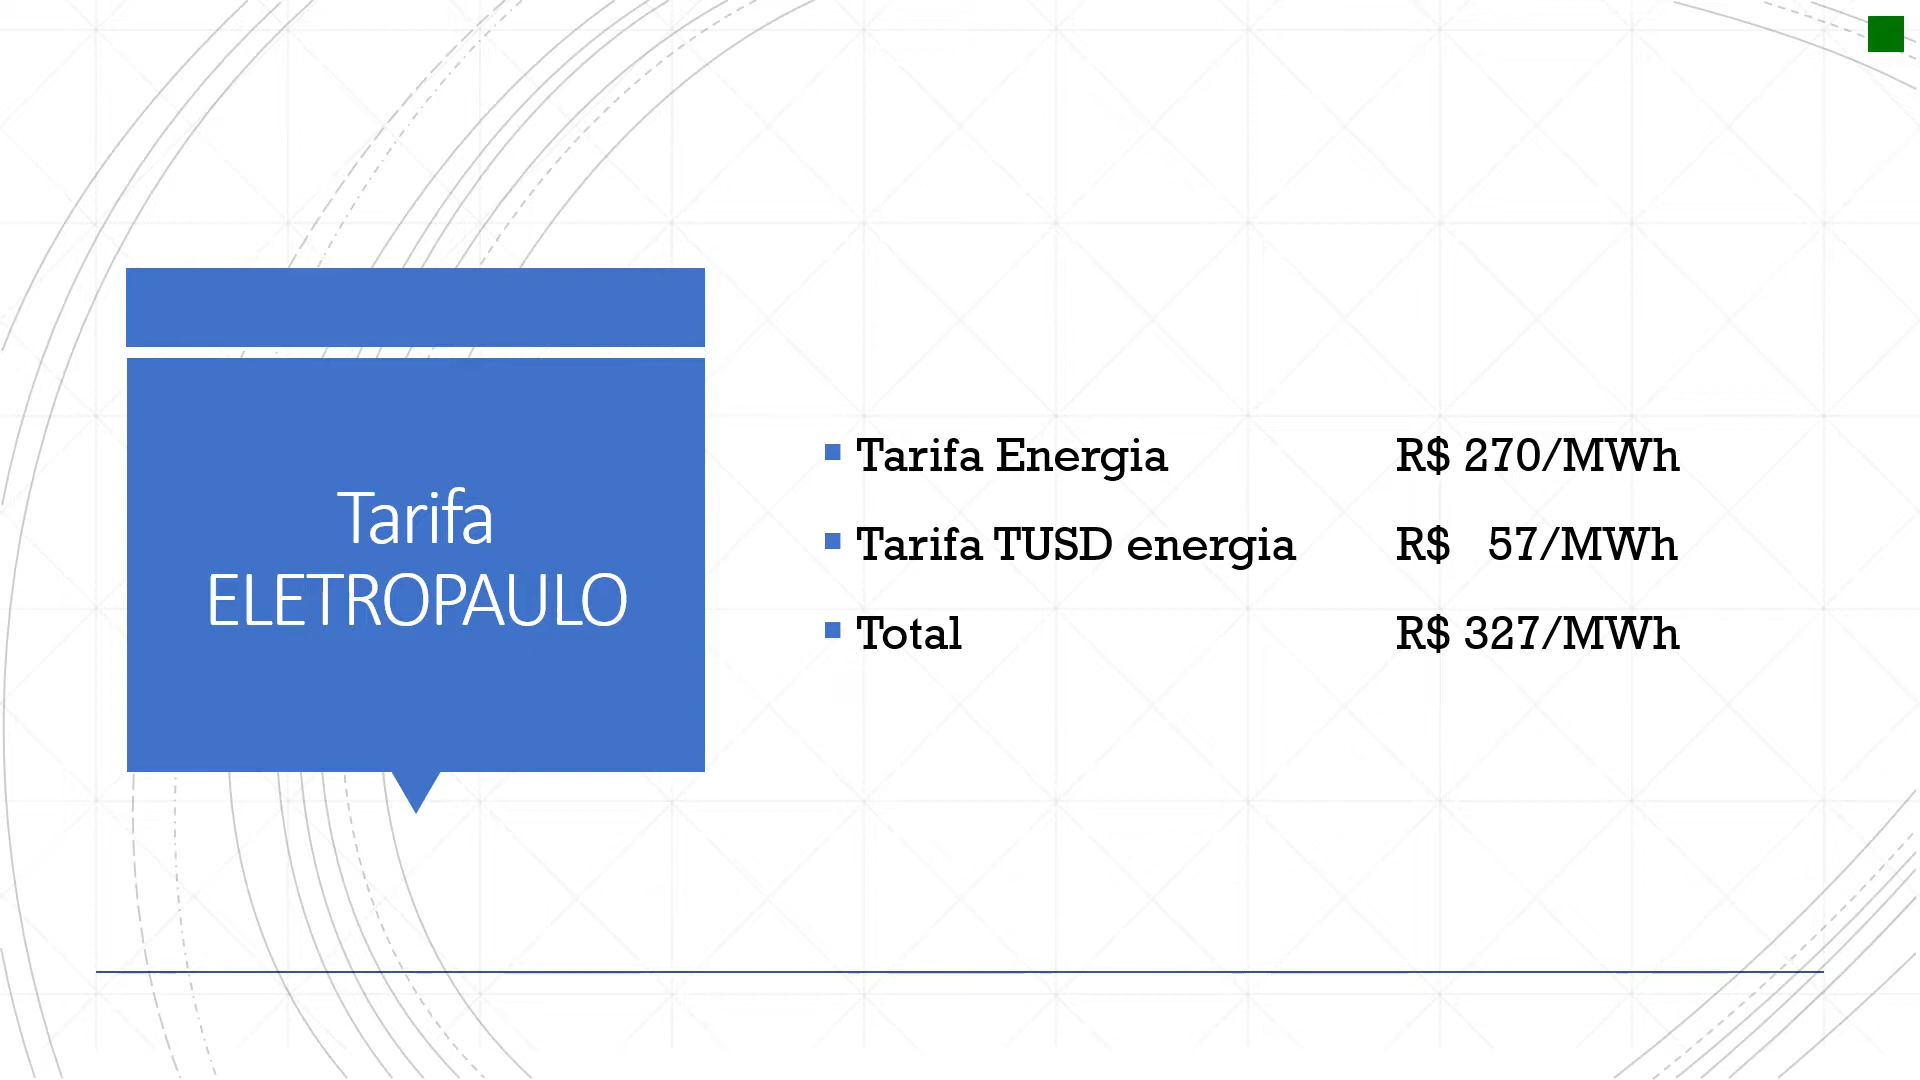 Tarifa
ELETROPAULO
Tarifa Energia R$ 270/MWh
Tarifa TUSD energia R$ 57/MWh
Total R$ 327/MWh